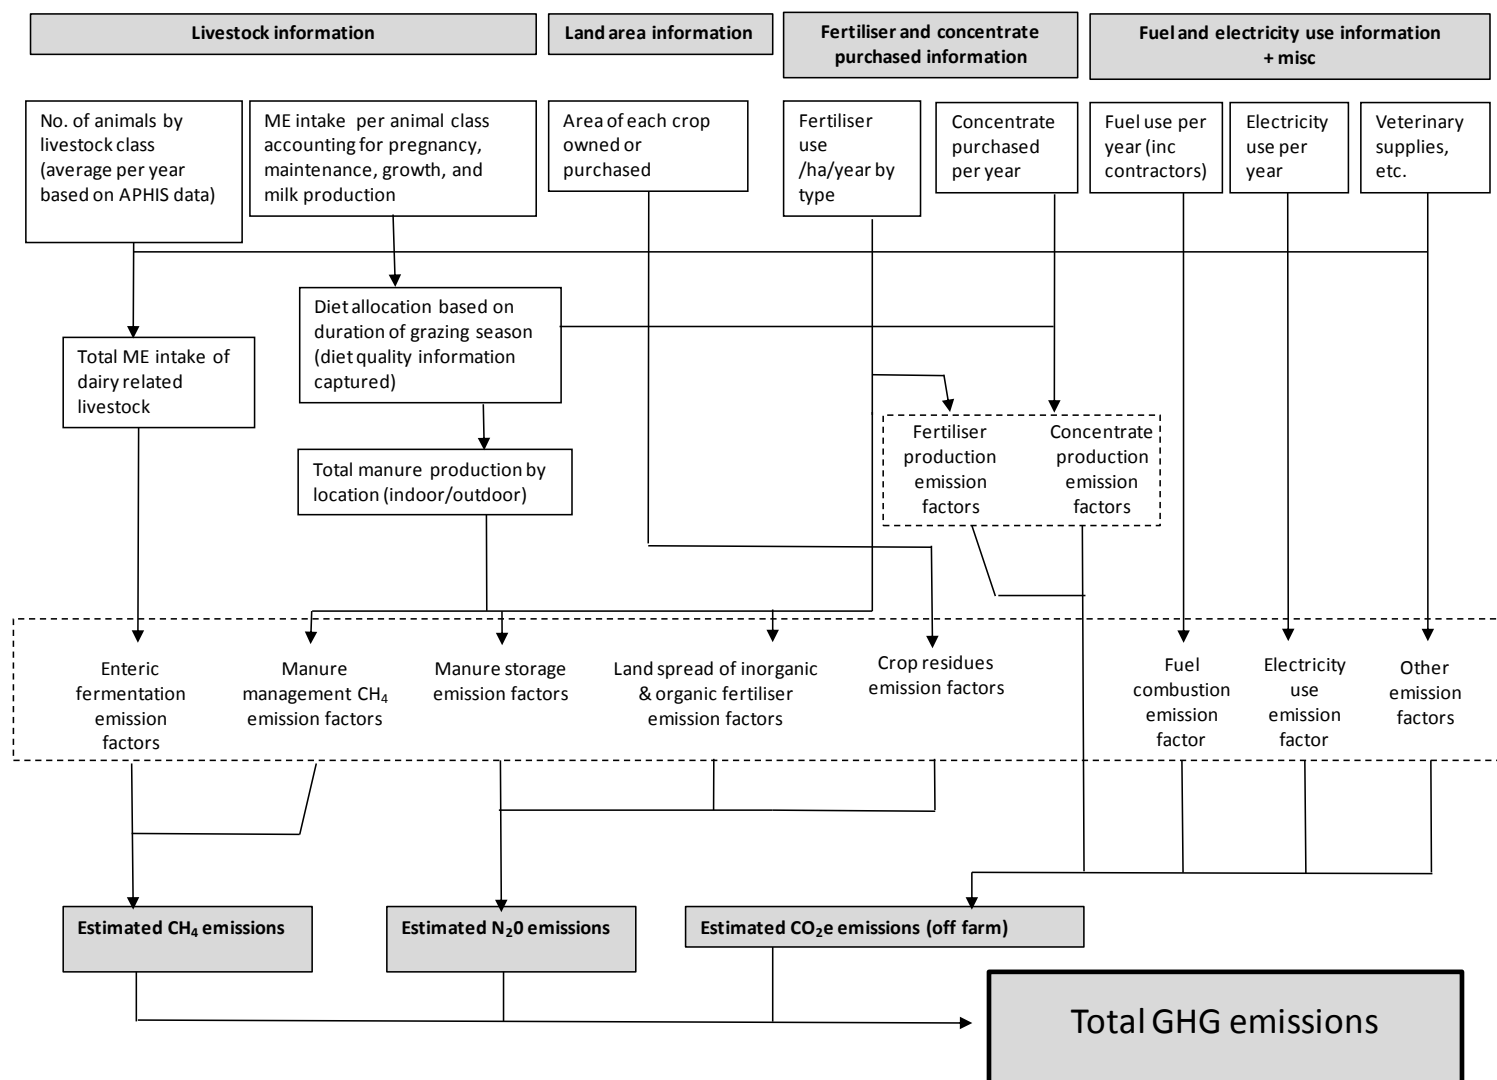 Livestock information
Land area information
Fertiliser and concentrate
purchased information
Fuel and electricity use information
+ misc
No. of animals by
livestock class
(average per year
based on APHIS data)
ME intake per animal class
accounting for pregnancy,
maintenance, growth, and
milk production
Area of each crop
owned or
purchased
Fertiliser
use
/ha/year by
type
Concentrate
purchased
per year
Fuel use per
year (inc
contractors)
Electricity
use per
year
Veterinary
supplies,
etc.
Diet allocation based on
duration of grazing season
(diet quality information
captured)
Total ME intake of
dairy related
livestock
Total manure production by
location (indoor/outdoor)
Fertiliser
production
emission
factors
Concentrate
production
emission
factors
Enteric
fermentation
emission
factors
Manure
management CH₄
emission factors
Manure storage
emission factors
Land spread of inorganic
& organic fertiliser
emission factors
Crop residues
emission factors
Fuel
combustion
emission
factor
Electricity
use
emission
factor
Other
emission
factors
Estimated CH₄ emissions
Estimated N₂0 emissions
Estimated CO₂e emissions (off farm)
Total GHG emissions